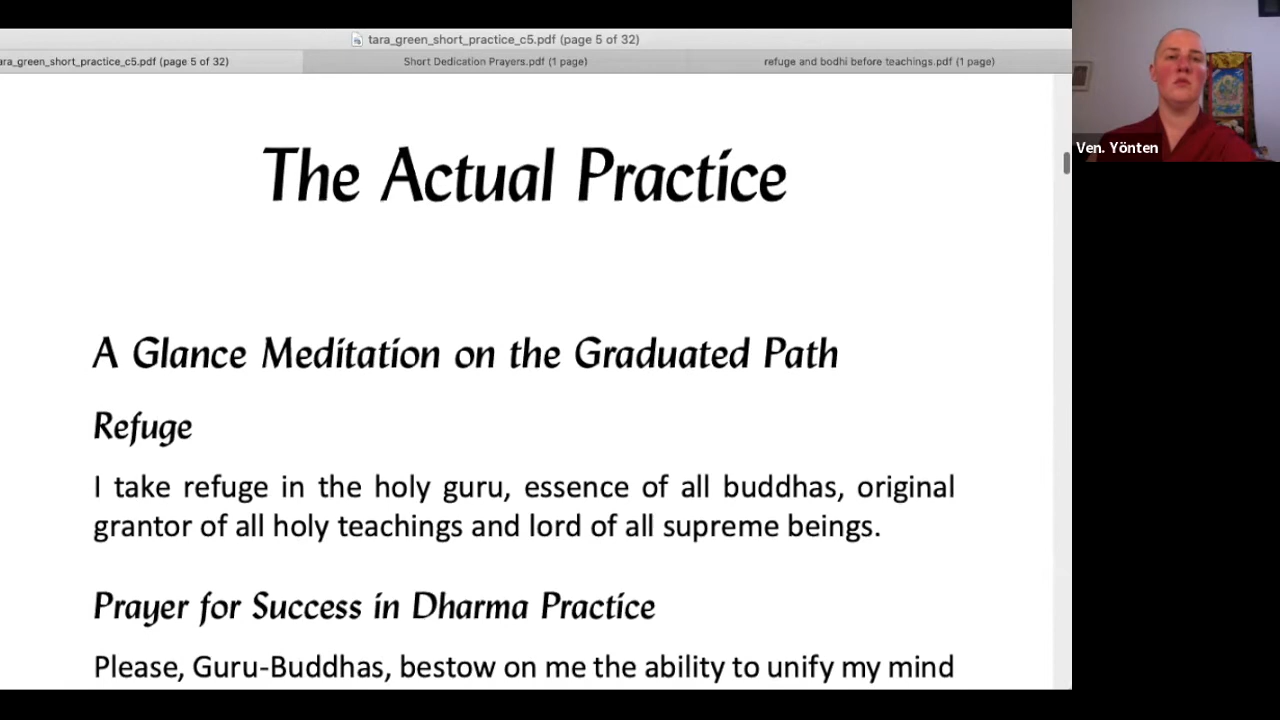 tara_green_short_practice_c5.pdf (page 5 of 32)
ara_green_short_practice_c5.pdf (page 5 of 32)
Short Dedication Prayers.pdf (1 page)
refuge and bodhi before teachings.pdf (1 page)
Ven. Yönten
The Actual Practice
A Glance Meditation on the Graduated Path
Refuge
I take refuge in the holy guru, essence of all buddhas, original
grantor of all holy teachings and lord of all supreme beings.
Prayer for Success in Dharma Practice
Please, Guru-Buddhas, bestow on me the ability to unify my mind